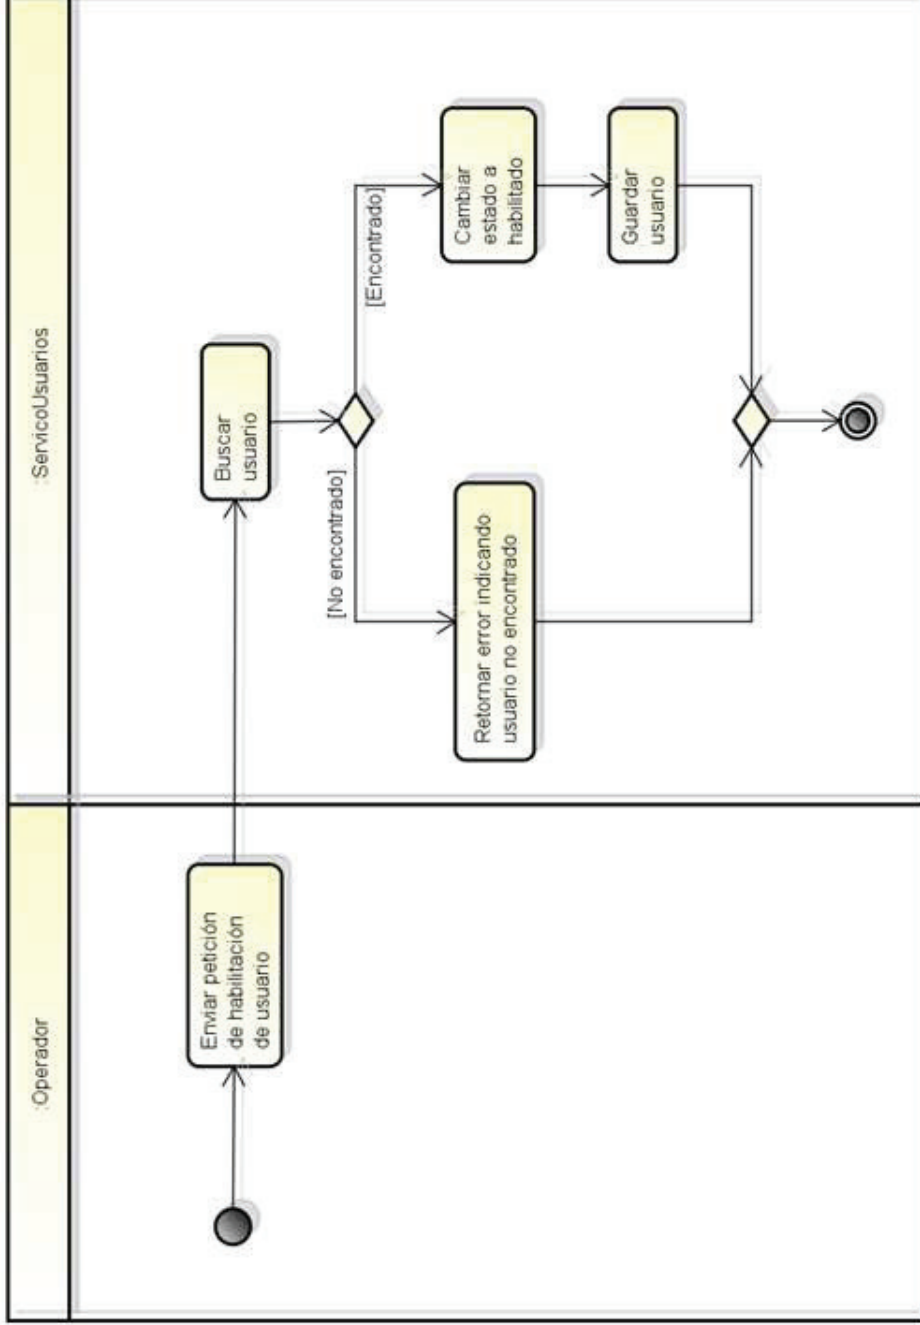 :Operador
:ServicoUsuarios
Enviar petición
de habilitación
de usuario
Buscar
usuario
[No encontrado]
[Encontrado]
Retornar error indicando
usuario no encontrado
Cambiar
estado a
habilitado
Guardar
usuario